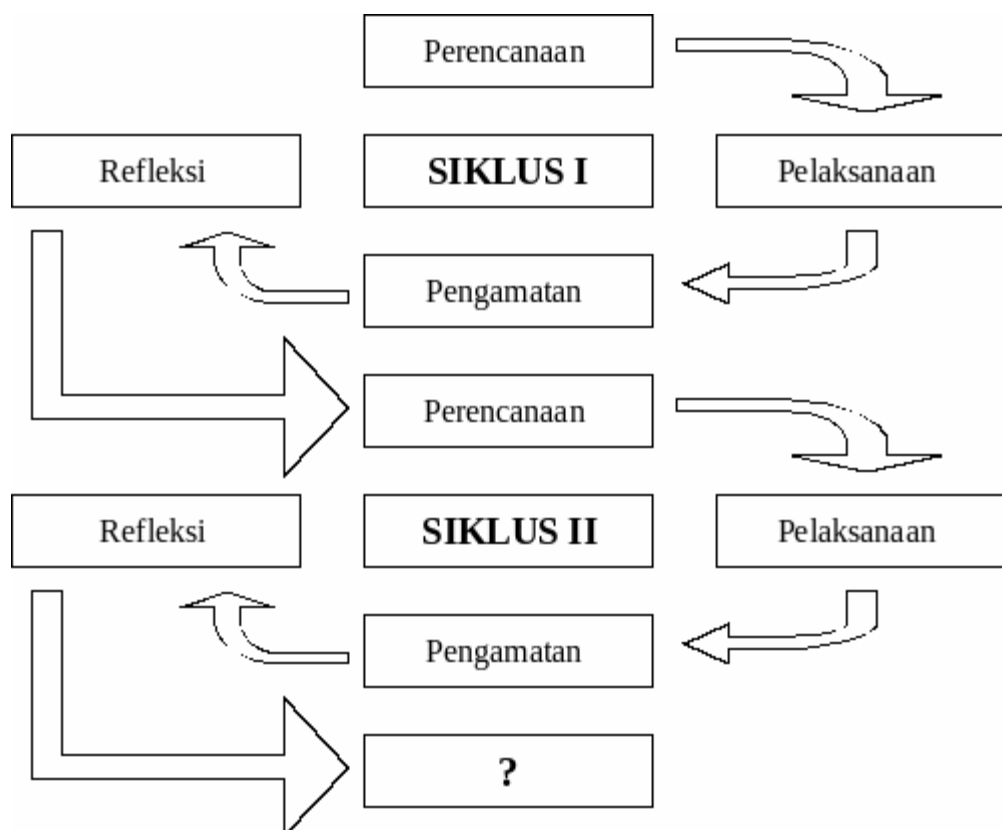 Perencanaan
Refleksi
SIKLUS I
Pelaksanaan
Pengamatan
Perencanaan
Refleksi
SIKLUS II
Pelaksanaan
Pengamatan
?